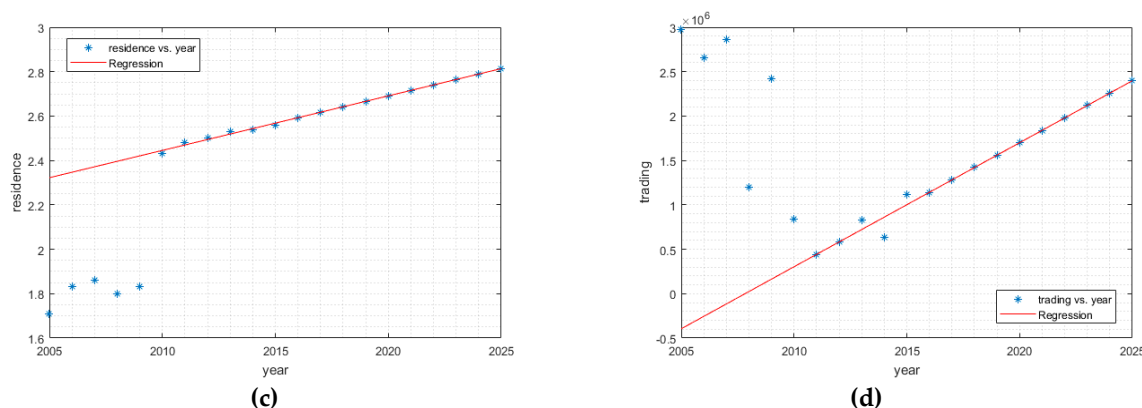 3
2.8
2.6
2.4
2.2
2
1.8
1.6
residence
residence vs. year
Regression
2005 2010 2015 2020 2025
year
(c)
×10^6
3
2.5
2
1.5
1
0.5
0
-0.5
trading
trading vs. year
Regression
2005 2010 2015 2020 2025
year
(d)